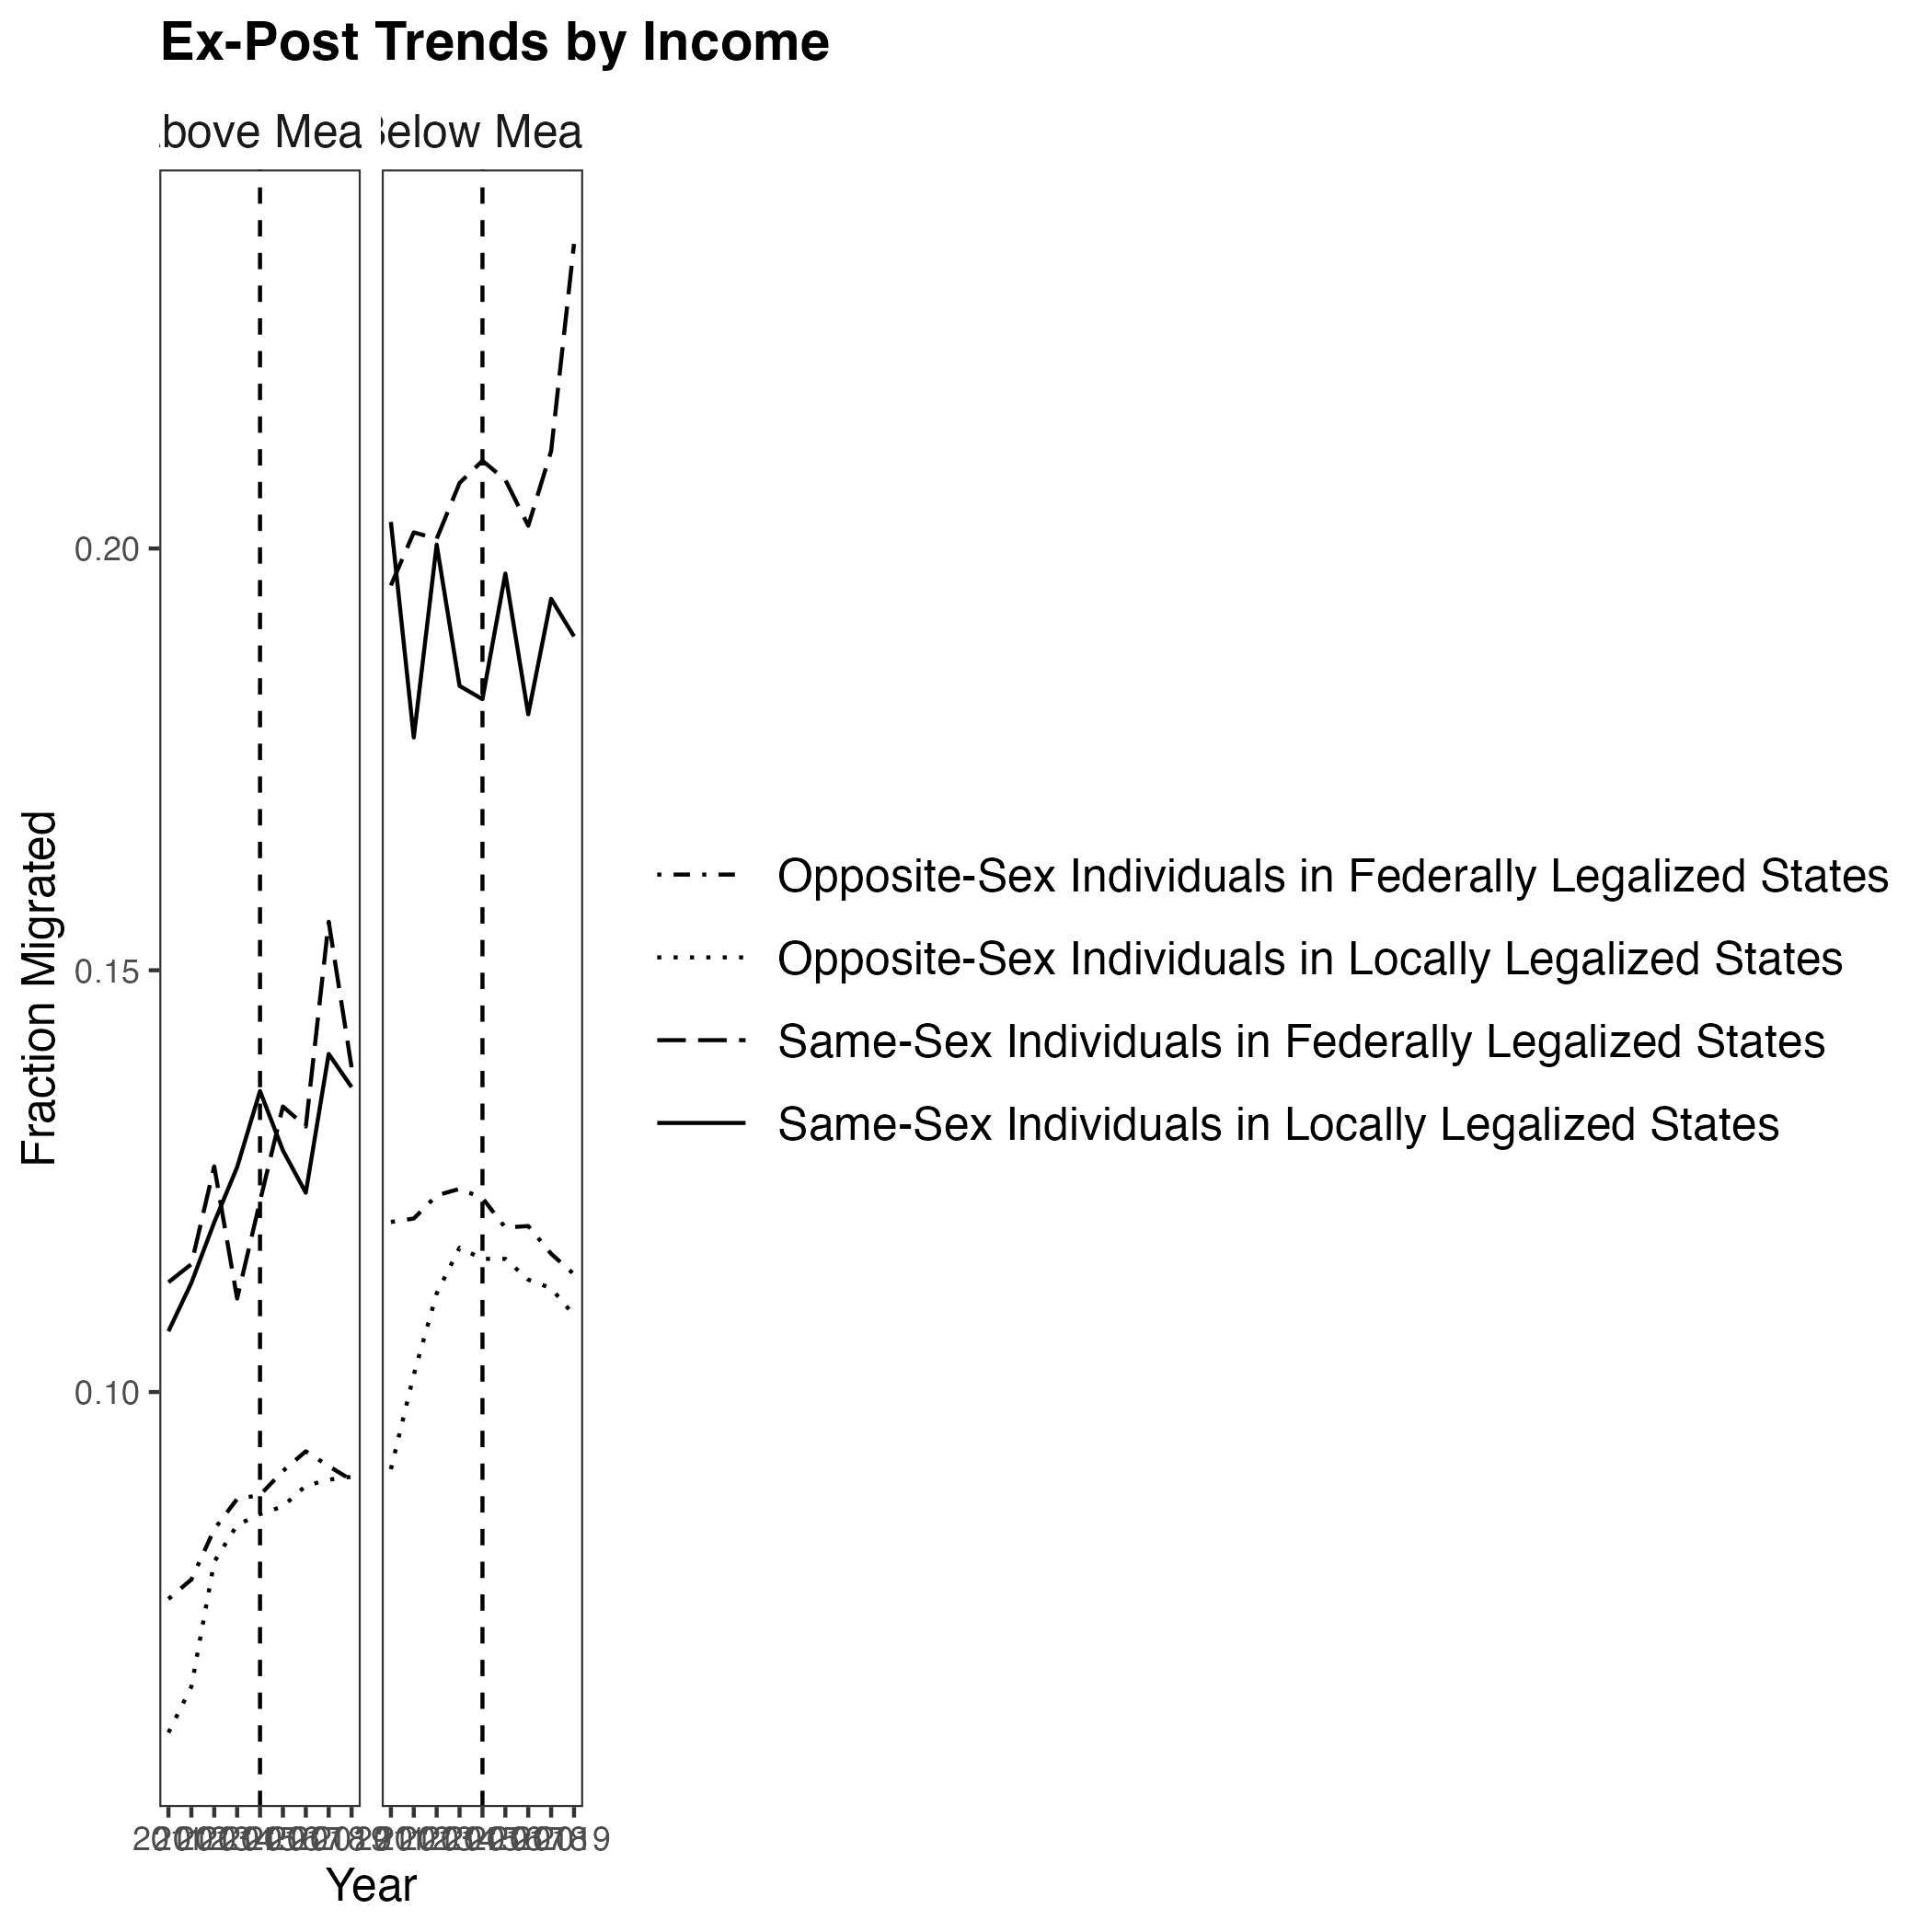 Ex-Post Trends by Income
bove Mea
elow Mea
0.20
0.15
0.10
Fraction Migrated
Year
Opposite-Sex Individuals in Federally Legalized States
Opposite-Sex Individuals in Locally Legalized States
Same-Sex Individuals in Federally Legalized States
Same-Sex Individuals in Locally Legalized States